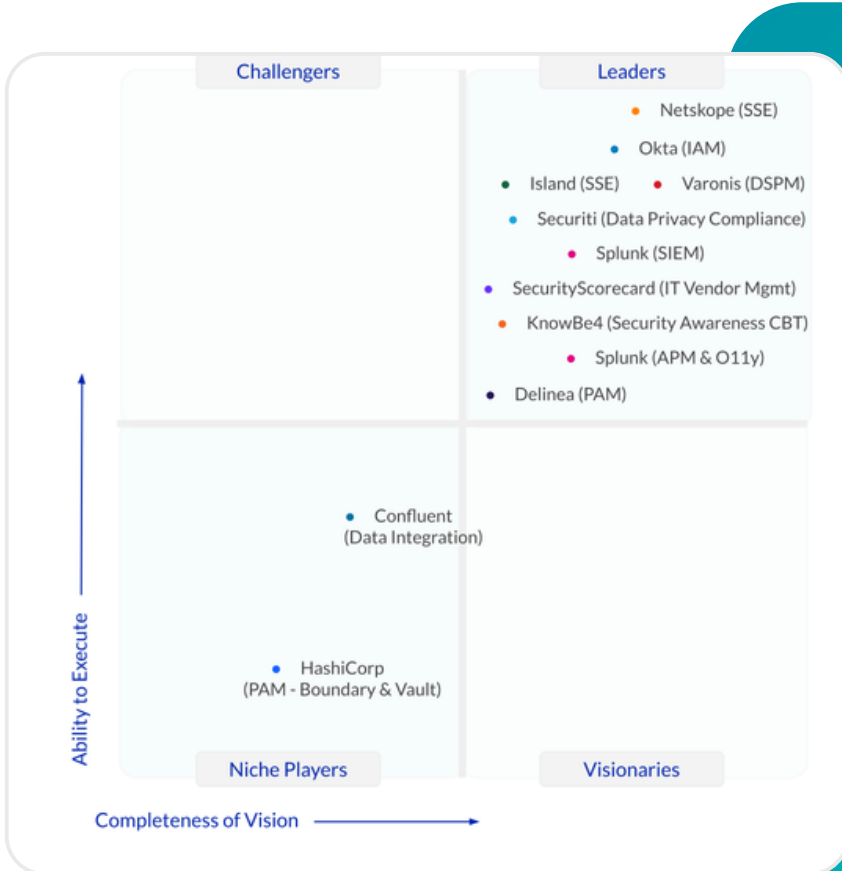 Challengers
Leaders
Netskope (SSE)
Okta (IAM)
Island (SSE)
Varonis (DSPM)
Securiti (Data Privacy Compliance)
Splunk (SIEM)
SecurityScorecard (IT Vendor Mgmt)
KnowBe4 (Security Awareness CBT)
Splunk (APM & O11y)
Delinea (PAM)
Confluent
(Data Integration)
HashiCorp
(PAM - Boundary & Vault)
Ability to Execute
Niche Players
Visionaries
Completeness of Vision